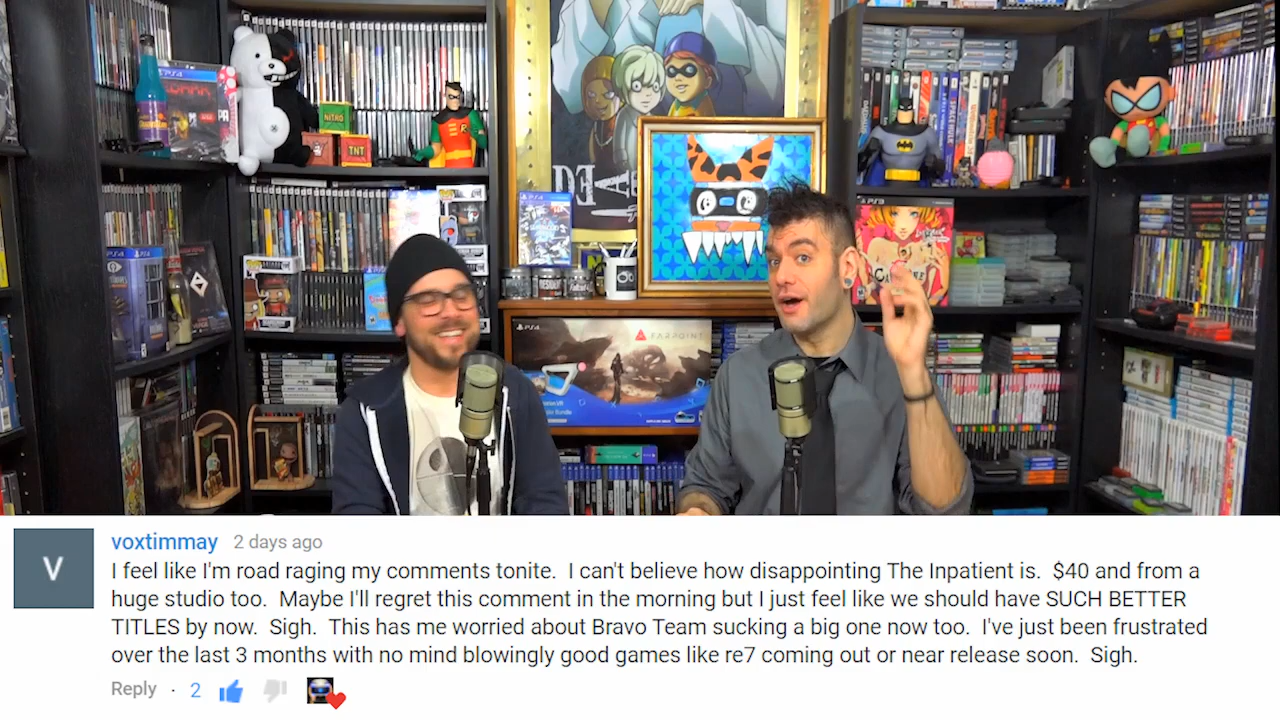 PS4
NITRO
TNT
DEA
PS4
PS3
PS4
FARPOINT
V
voxtimmay 2 days ago
I feel like I'm road raging my comments tonite. I can't believe how disappointing The Inpatient is. $40 and from a
huge studio too. Maybe I'll regret this comment in the morning but I just feel like we should have SUCH BETTER
TITLES by now. Sigh. This has me worried about Bravo Team sucking a big one now too. I've just been frustrated
over the last 3 months with no mind blowingly good games like re7 coming out or near release soon. Sigh.
Reply · 2